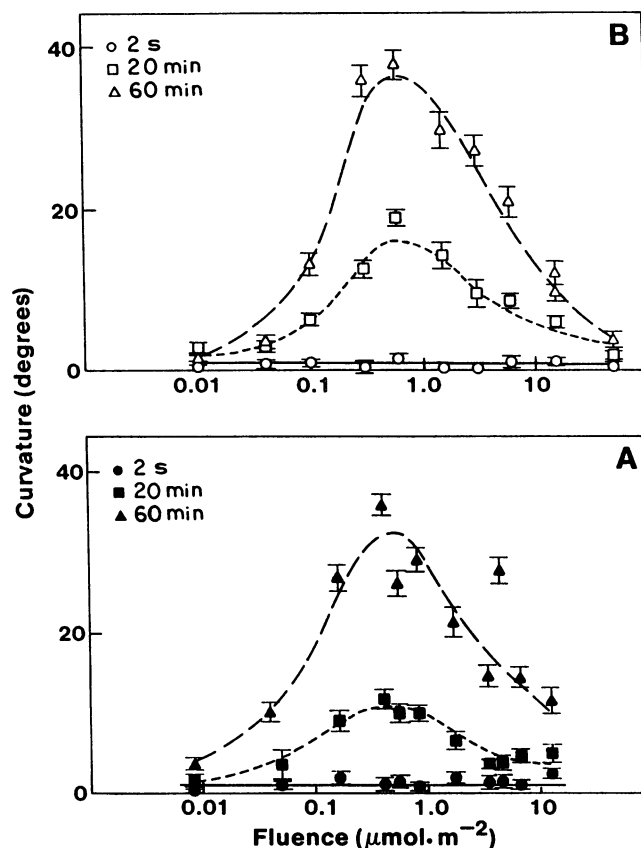 B
○ 2 s
□ 20 min
△ 60 min
40
20
0
0.01 0.1 1.0 10
A
● 2 s
■ 20 min
▲ 60 min
40
20
0
0.01 0.1 1.0 10
Curvature (degrees)
Fluence (μmol·m⁻²)